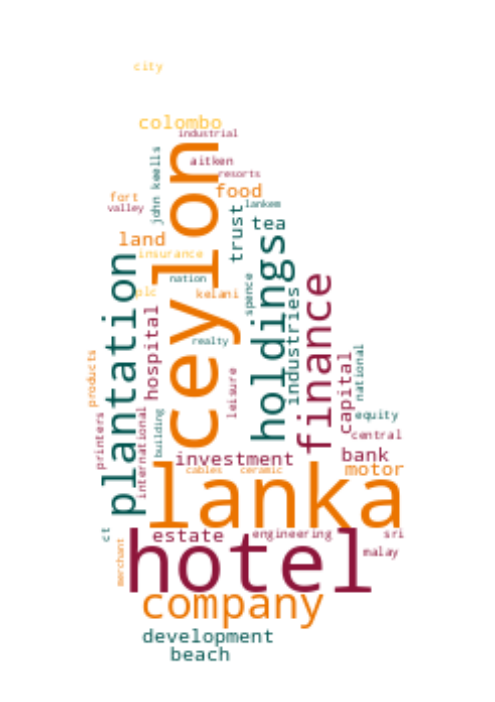 city
colombo
industrial
john keells
aitken
resorts
ceylon
food
fort
valley
lankem
trust
tea
land
insurance
holdings
plantation
nation
spence
finance
plc
kelani
industries
hospital
realty
capital
national
products
leisure
international
building
equity
printers
central
investment
bank
cables
ceramic
motor
lanka
ct
estate
engineering
sri
merchant
hotel
malay
company
development
beach